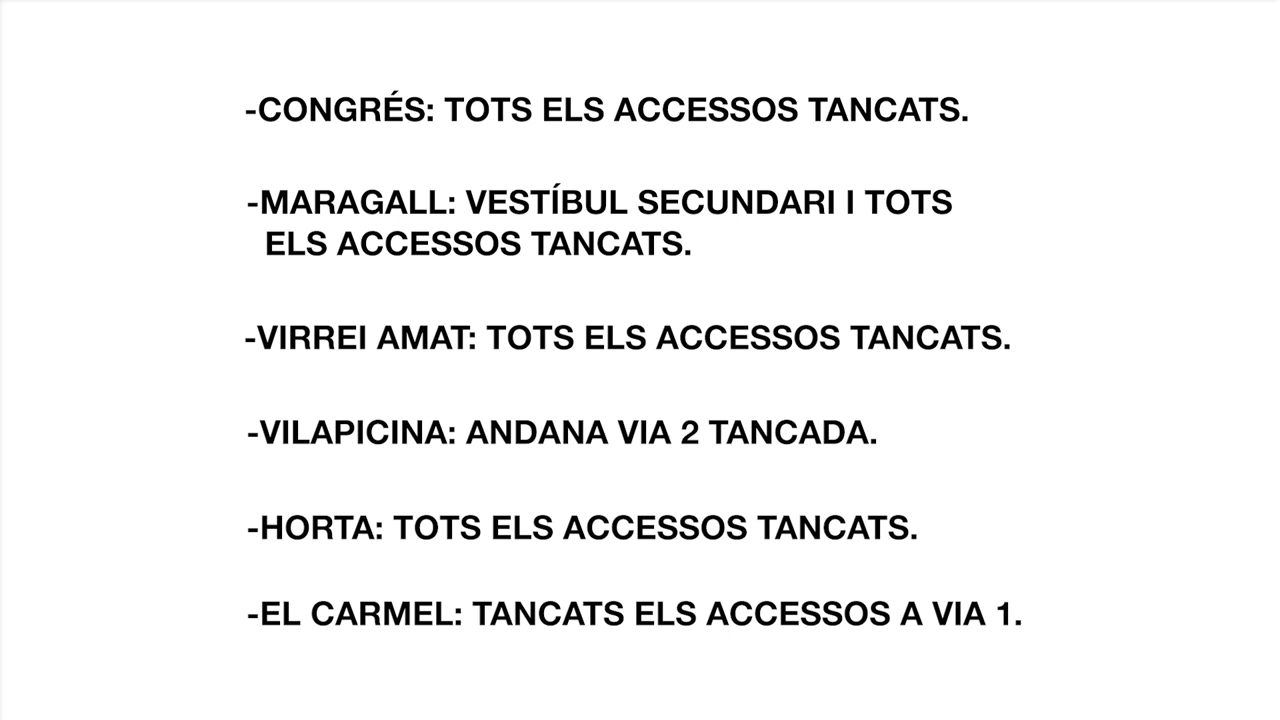 -CONGRÉS: TOTS ELS ACCESSOS TANCATS.
-MARAGALL: VESTÍBUL SECUNDARI I TOTS
ELS ACCESSOS TANCATS.
-VIRREI AMAT: TOTS ELS ACCESSOS TANCATS.
-VILAPICINA: ANDANA VIA 2 TANCADA.
-HORTA: TOTS ELS ACCESSOS TANCATS.
-EL CARMEL: TANCATS ELS ACCESSOS A VIA 1.